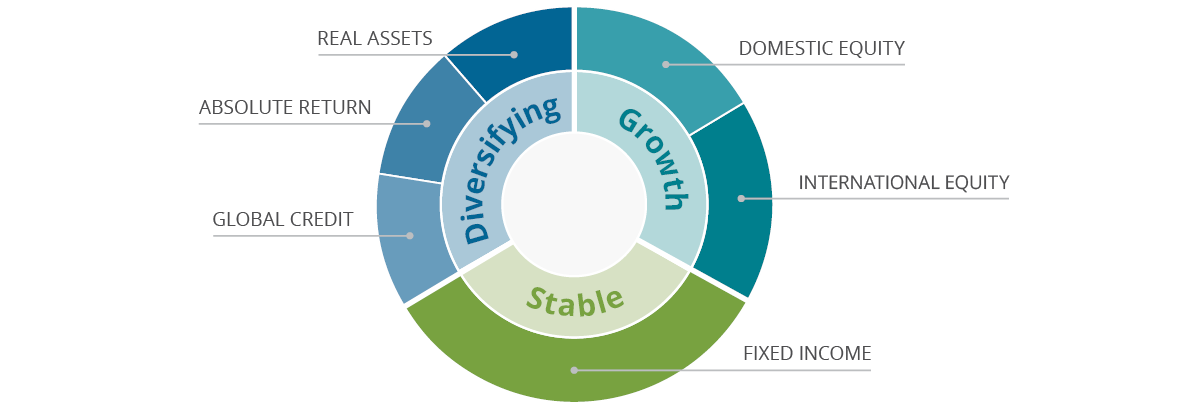 REAL ASSETS
DOMESTIC EQUITY
ABSOLUTE RETURN
Diversifying
Growth
INTERNATIONAL EQUITY
GLOBAL CREDIT
Stable
FIXED INCOME